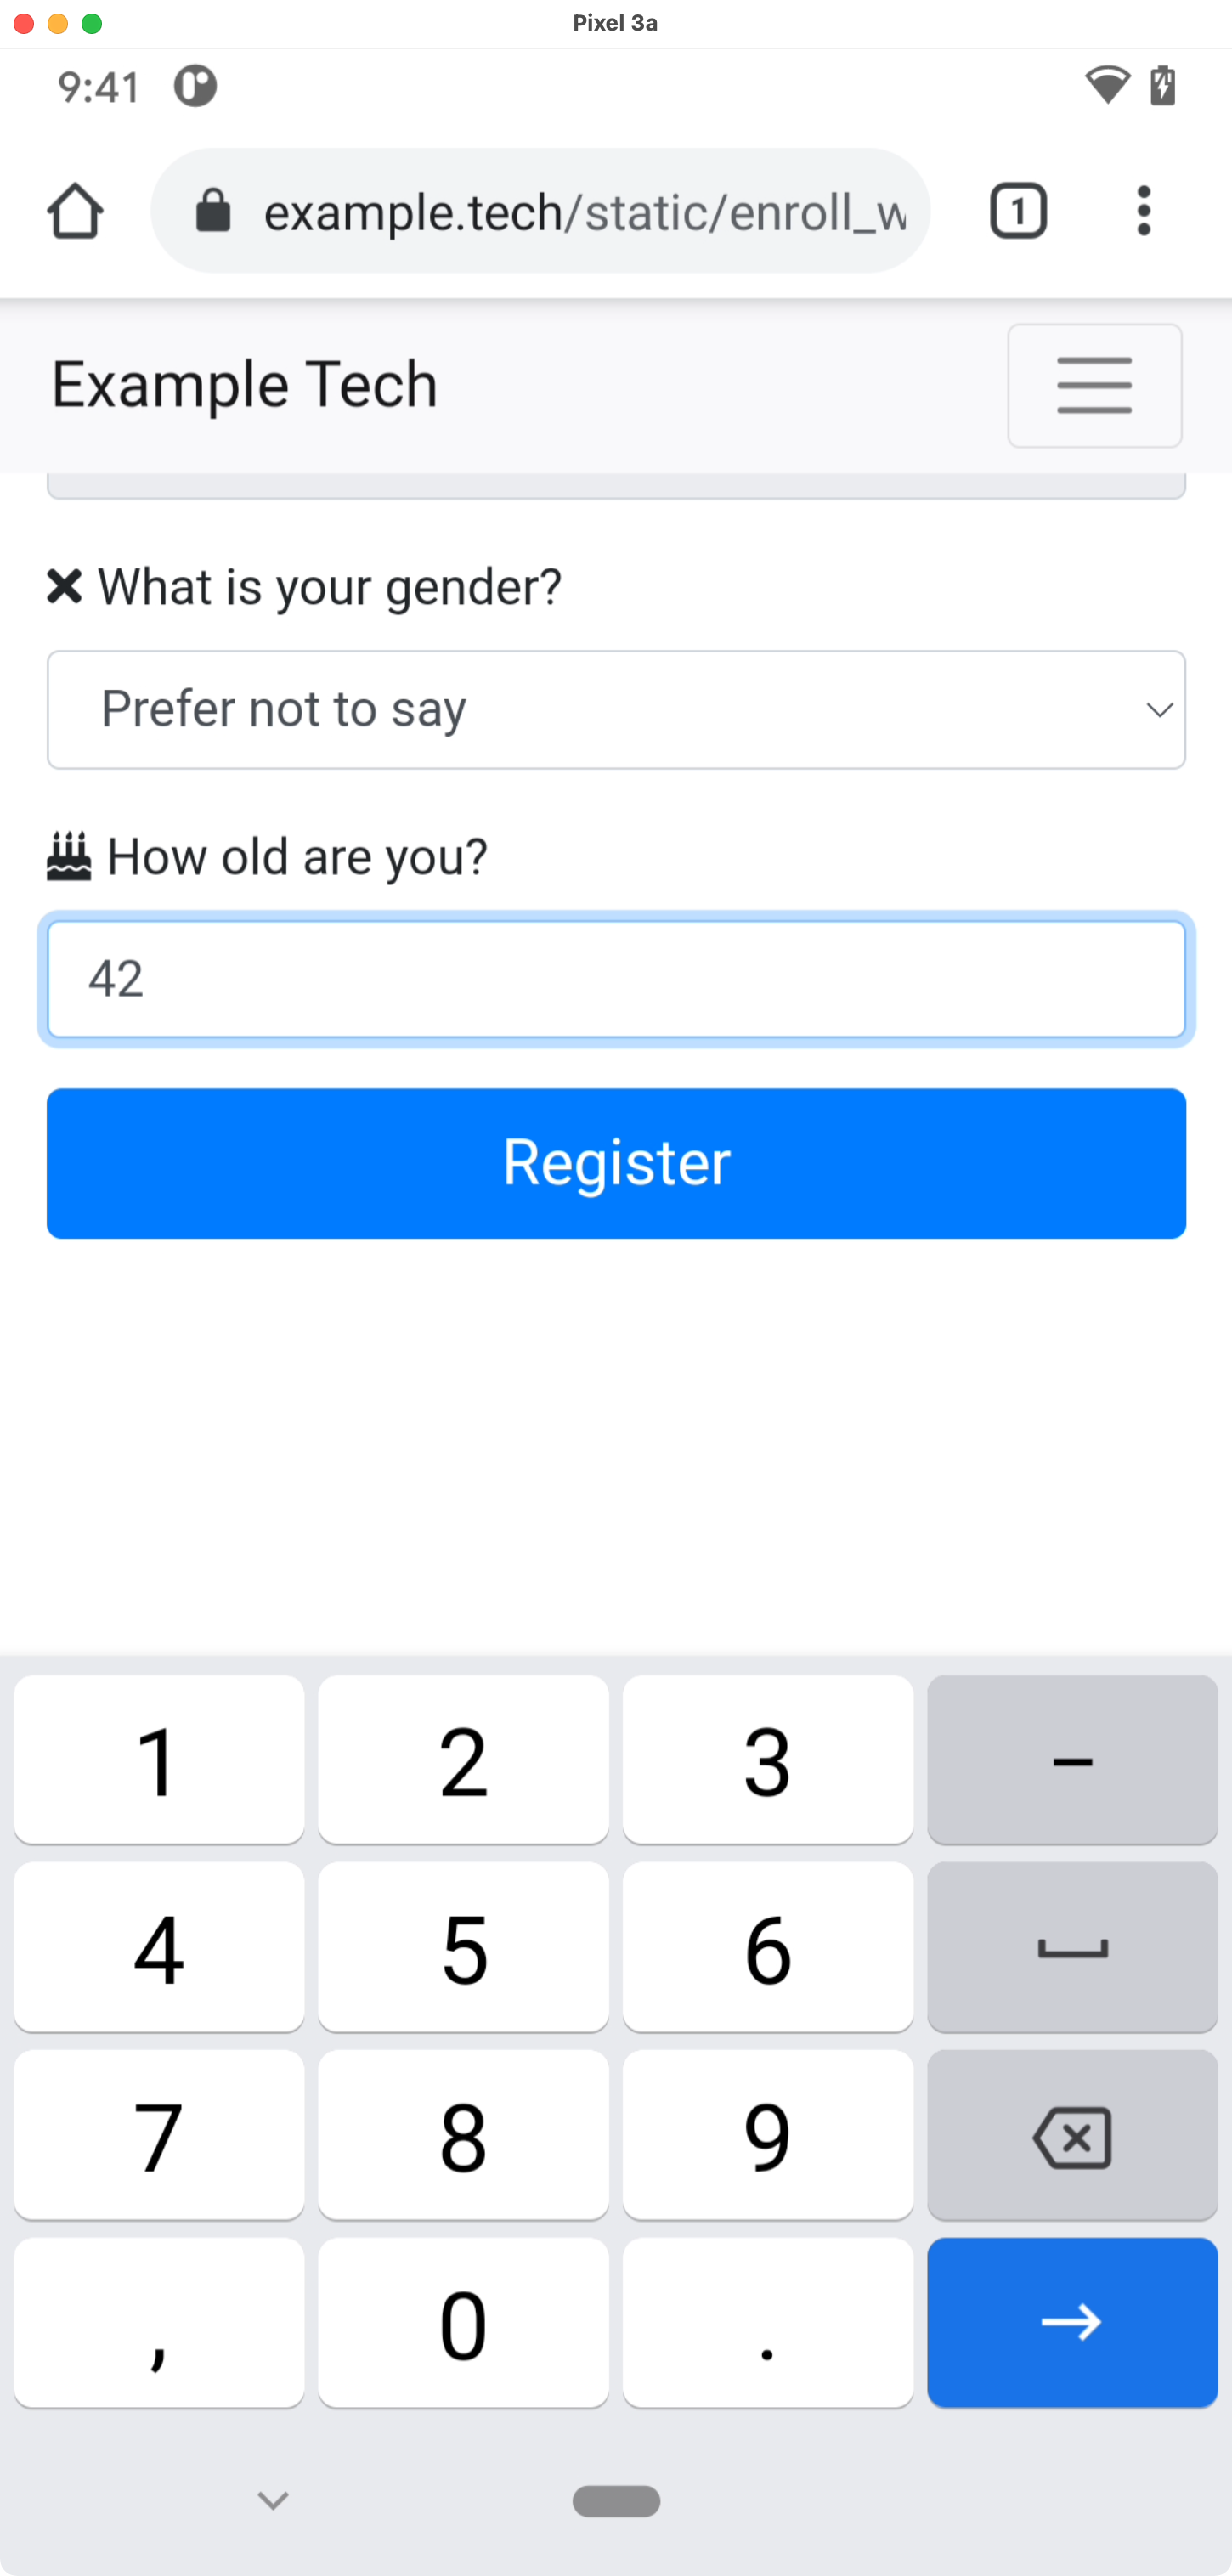 Pixel 3a
9:41
example.tech/static/enroll_w
1
Example Tech
What is your gender?
Prefer not to say
How old are you?
42
Register
1 2 3 –
4 5 6
7 8 9
, 0 .